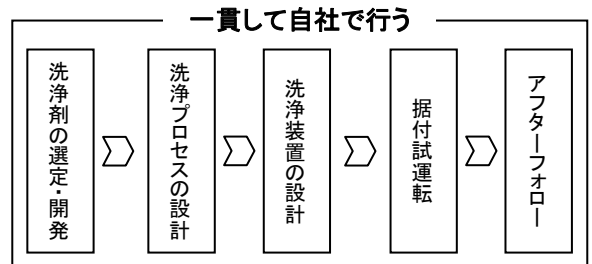 一貫して自社で行う
洗浄剤の選定・開発
洗浄プロセスの設計
洗浄装置の設計
据付試運転
アフターフォロー